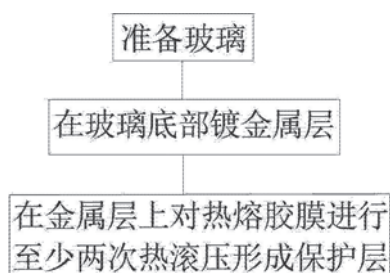 准备玻璃
在玻璃底部镀金属层
在金属层上对热熔胶膜进行
至少两次热滚压形成保护层